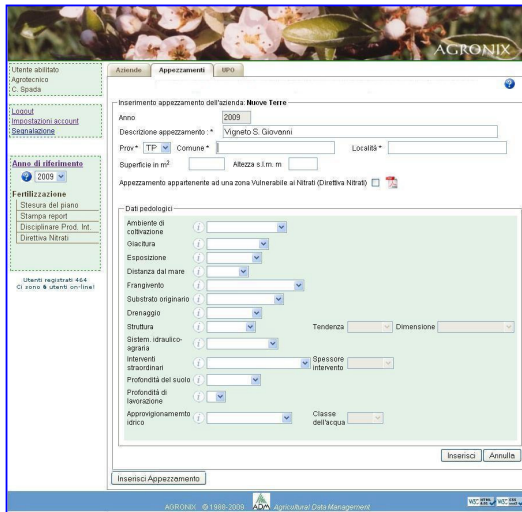 AGRONIX
Utente abilitato
Agrotecnico
C. Spada
Logout
Impostazioni account
Segnalazione
Anno di riferimento
2009
Fertilizzazione
Stesura del piano
Stampa report
Disciplinare Prod. Int.
Direttiva Nitrati
Utenti registrati 464
Ci sono 6 utenti on-line!
Aziende Appezzamenti UPO
Inserimento appezzamento dell'azienda: Nuove Terre
Anno 2009
Descrizione appezzamento : * Vigneto S. Giovanni
Prov * TP Comune * Località *
Superficie in m2 Altezza s.l.m. m
Appezzamento appartenente ad una zona Vulnerabile ai Nitrati (Direttiva Nitrati)
Dati pedologici
Ambiente di
coltivazione
Giacitura
Esposizione
Distanza dal mare
Frangivento
Substrato originario
Drenaggio
Struttura Tendenza Dimensione
Sistem. idraulico-
agraria
Interventi
straordinari
Spessore
intervento
Profondità del suolo
Profondità di
lavorazione
Approvigionamernto
idrico
Classe
dell'acqua
Inserisci Annulla
Inserisci Appezzamento
AGRONIX © 1988-2009 ADM Agricultural Data Management